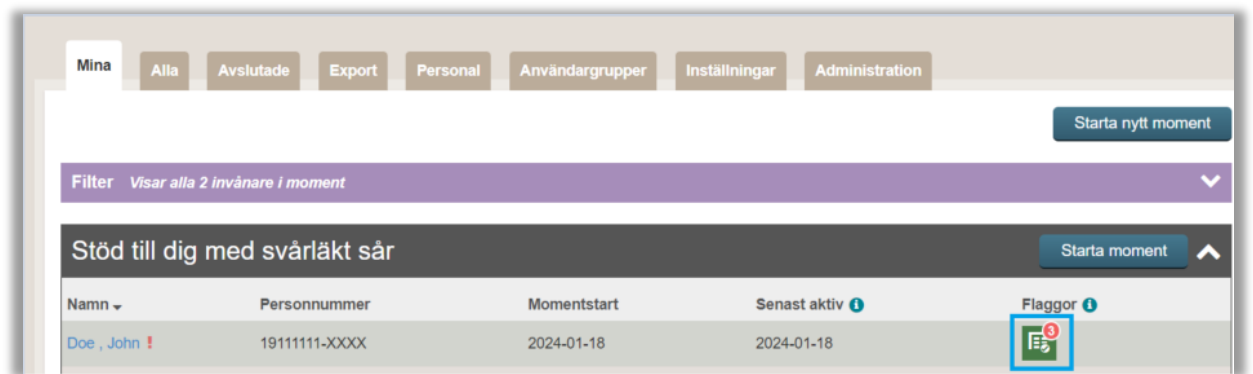 Mina Alla Avslutade Export Personal Användargrupper Inställningar Administration
Starta nytt moment
Filter Visar alla 2 invånare i moment
Stöd till dig med svårläkt sår Starta moment
Namn Personnummer Momentstart Senast aktiv i Flaggor i
Doe , John ! 19111111-XXXX 2024-01-18 2024-01-18 3